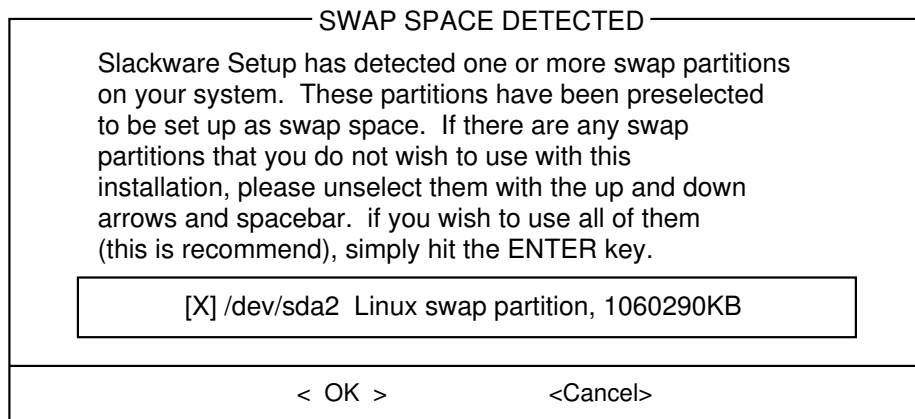 SWAP SPACE DETECTED
Slackware Setup has detected one or more swap partitions
on your system.  These partitions have been preselected
to be set up as swap space.  If there are any swap
partitions that you do not wish to use with this
installation, please unselect them with the up and down
arrows and spacebar.  if you wish to use all of them
(this is recommend), simply hit the ENTER key.
[X] /dev/sda2  Linux swap partition, 1060290KB
<  OK  > <Cancel>